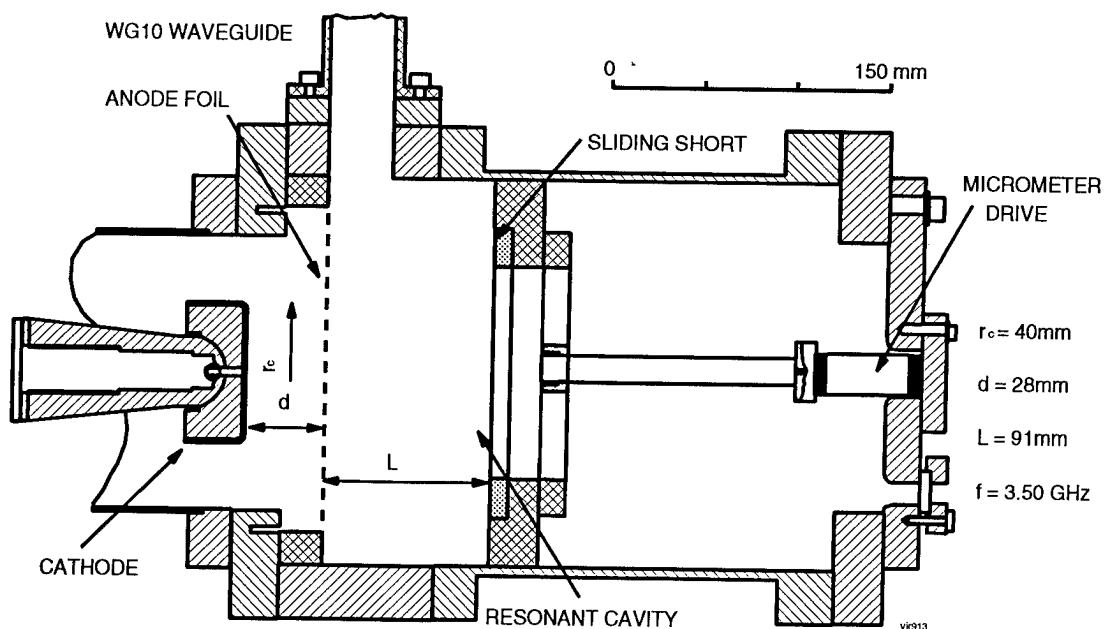 WG10 WAVEGUIDE
0
150 mm
ANODE FOIL
SLIDING SHORT
MICROMETER
DRIVE
rc
rc = 40mm
d
d = 28mm
L
L = 91mm
f = 3.50 GHz
CATHODE
RESONANT CAVITY
vir913